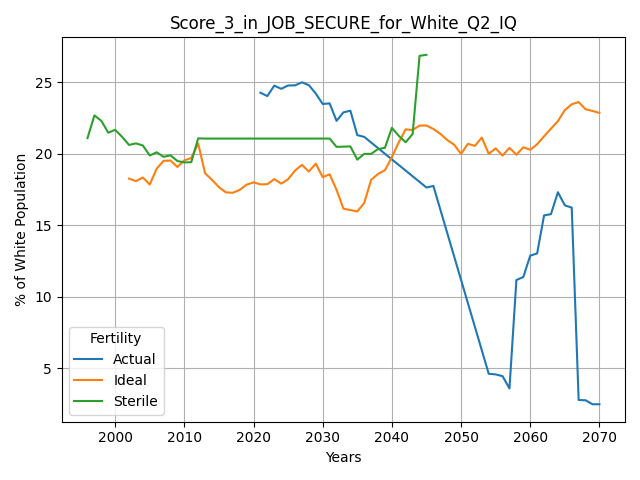 Score_3_in_JOB_SECURE_for_White_Q2_IQ
% of White Population
25
20
15
10
5
Fertility
Actual
Ideal
Sterile
2000 2010 2020 2030 2040 2050 2060 2070
Years